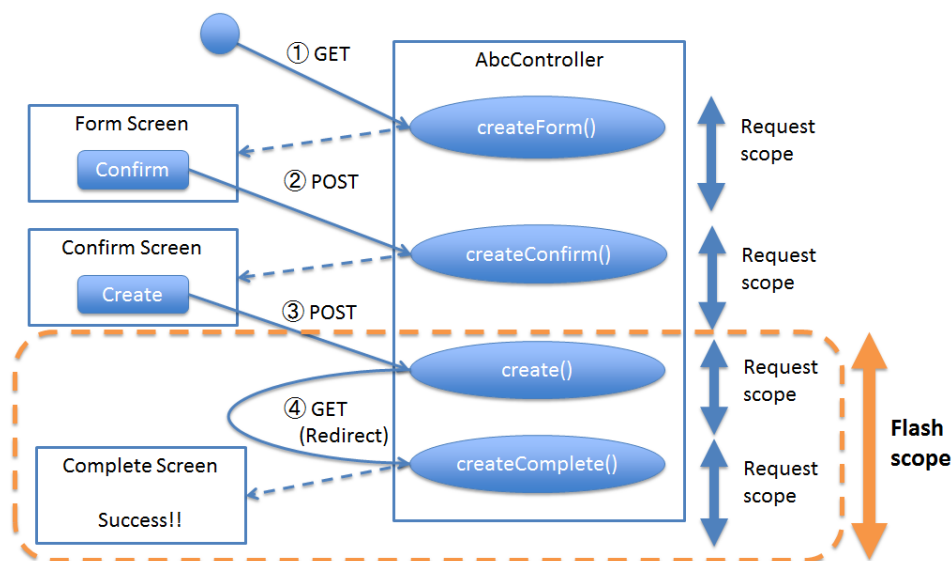 ① GET
AbcController
Form Screen
createForm()
Request
scope
Confirm
② POST
Confirm Screen
createConfirm()
Request
scope
Create
③ POST
create()
Request
scope
④ GET
(Redirect)
Flash
scope
Complete Screen
createComplete()
Request
scope
Success!!